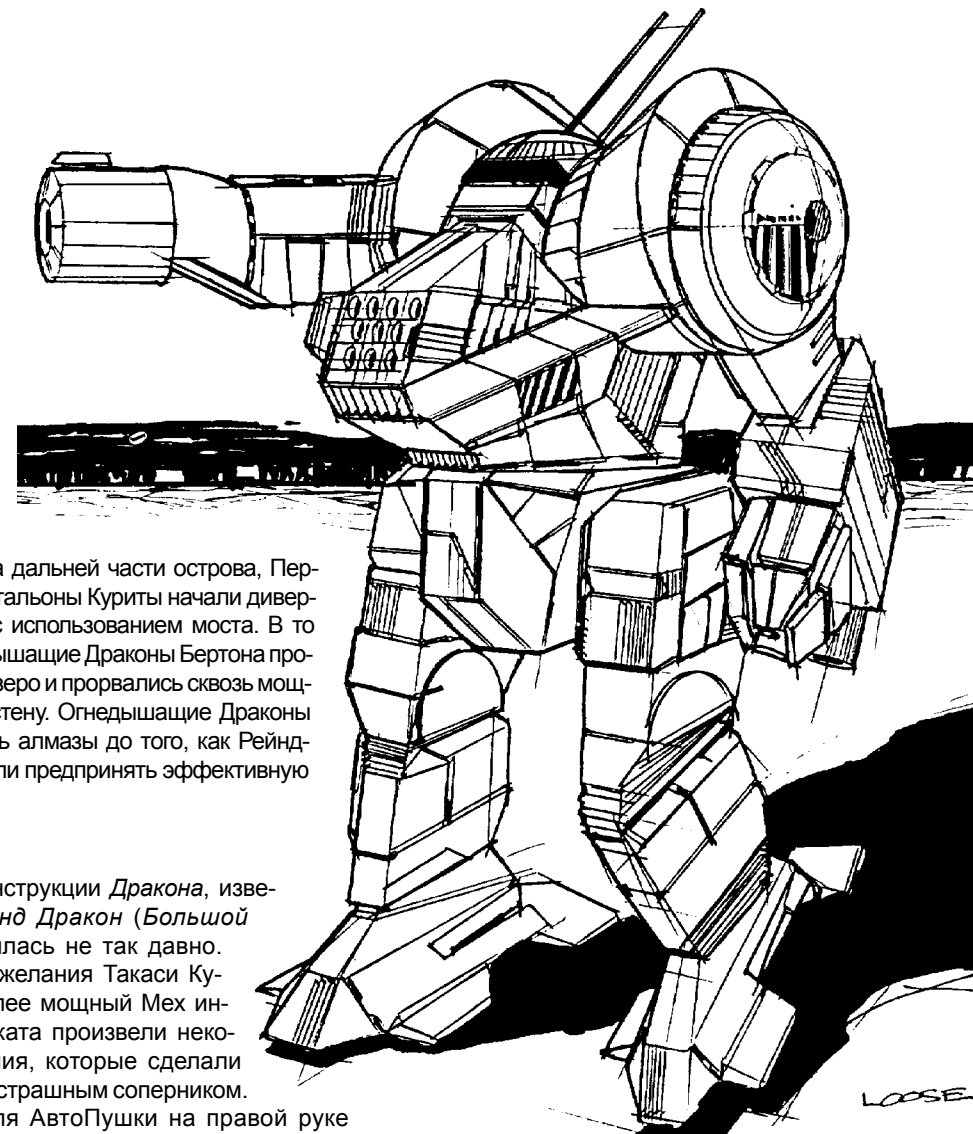 а дальней части острова, Пер-
тальоны Куриты начали дивер-
с использованием моста. В то
ышащие Драконы Бертона про-
зеро и прорвались сквозь мощ-
стену. Огнедышащие Драконы
ь алмазы до того, как Рейнд-
ли предпринять эффективную
нструкции Дракона, изве-
нд Дракон (Большой
илась не так давно.
желания Такаси Ку-
лее мощный Мех ин-
ката произвели неко-
ния, которые сделали
страшным соперником.
ля АвтоПушки на правой руке
LOOSE